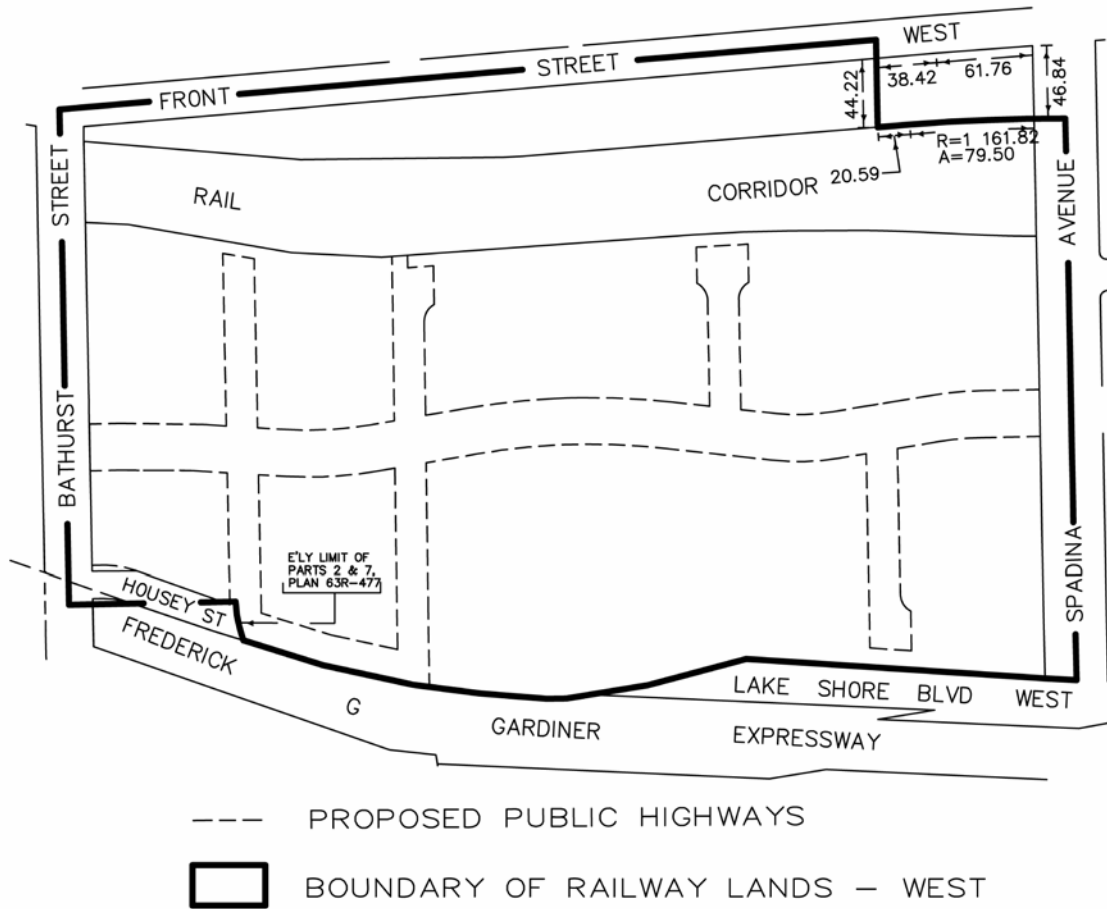 WEST
STREET
FRONT
38.42
61.76
46.84
44.22
R=1 161.82
A=79.50
20.59
CORRIDOR
RAIL
STREET
BATHURST
AVENUE
SPADINA
E'LY LIMIT OF
PARTS 2 & 7,
PLAN 63R-477
HOUSEY ST
FREDERICK
G
GARDINER
EXPRESSWAY
LAKE SHORE BLVD WEST
PROPOSED PUBLIC HIGHWAYS
BOUNDARY OF RAILWAY LANDS - WEST